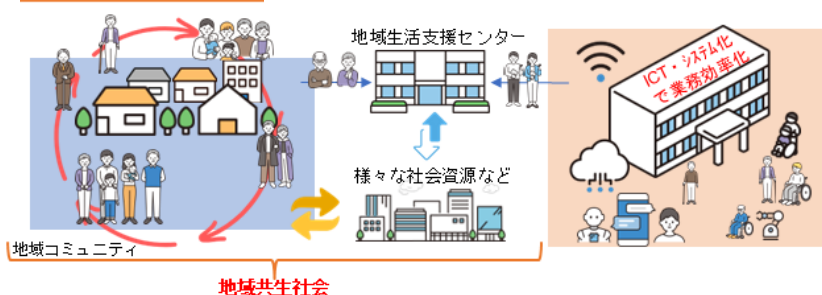 地域生活支援センター
ICT・システム化
で業務効率化
様々な社会資源など
地域コミュニティ
地域共生社会